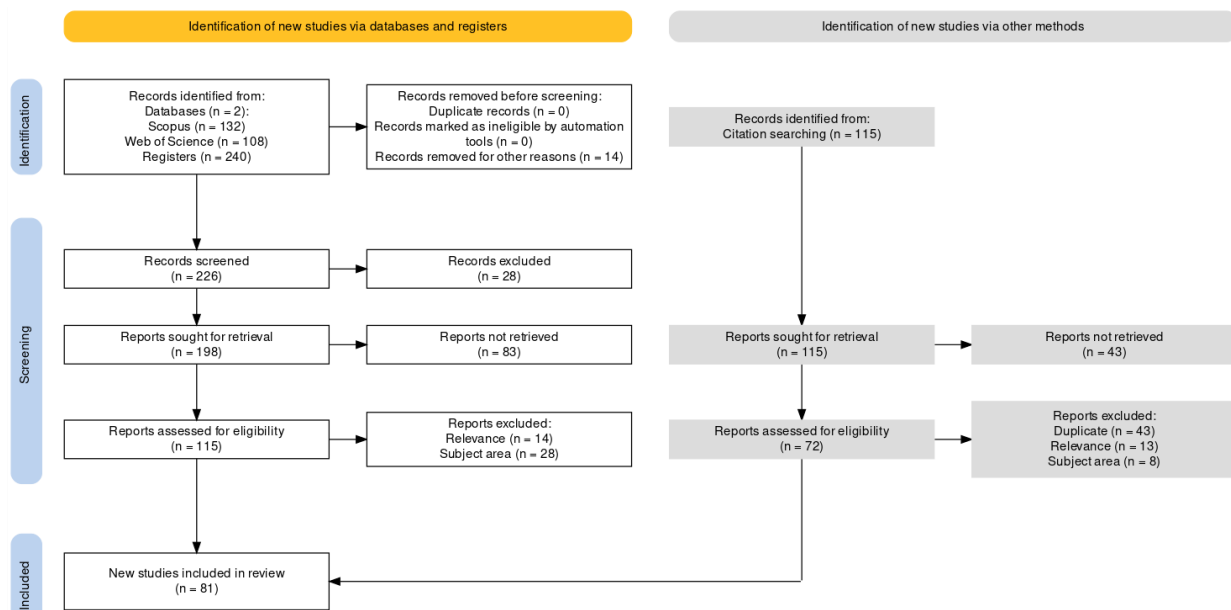 Identification of new studies via databases and registers
Identification of new studies via other methods
Identification
Records identified from:
Databases (n = 2):
Scopus (n = 132)
Web of Science (n = 108)
Registers (n = 240)
Records removed before screening:
Duplicate records (n = 0)
Records marked as ineligible by automation
tools (n = 0)
Records removed for other reasons (n = 14)
Records identified from:
Citation searching (n = 115)
Screening
Records screened
(n = 226)
Records excluded
(n = 28)
Reports sought for retrieval
(n = 198)
Reports not retrieved
(n = 83)
Reports sought for retrieval
(n = 115)
Reports not retrieved
(n = 43)
Reports assessed for eligibility
(n = 115)
Reports excluded:
Relevance (n = 14)
Subject area (n = 28)
Reports assessed for eligibility
(n = 72)
Reports excluded:
Duplicate (n = 43)
Relevance (n = 13)
Subject area (n = 8)
Included
New studies included in review
(n = 81)